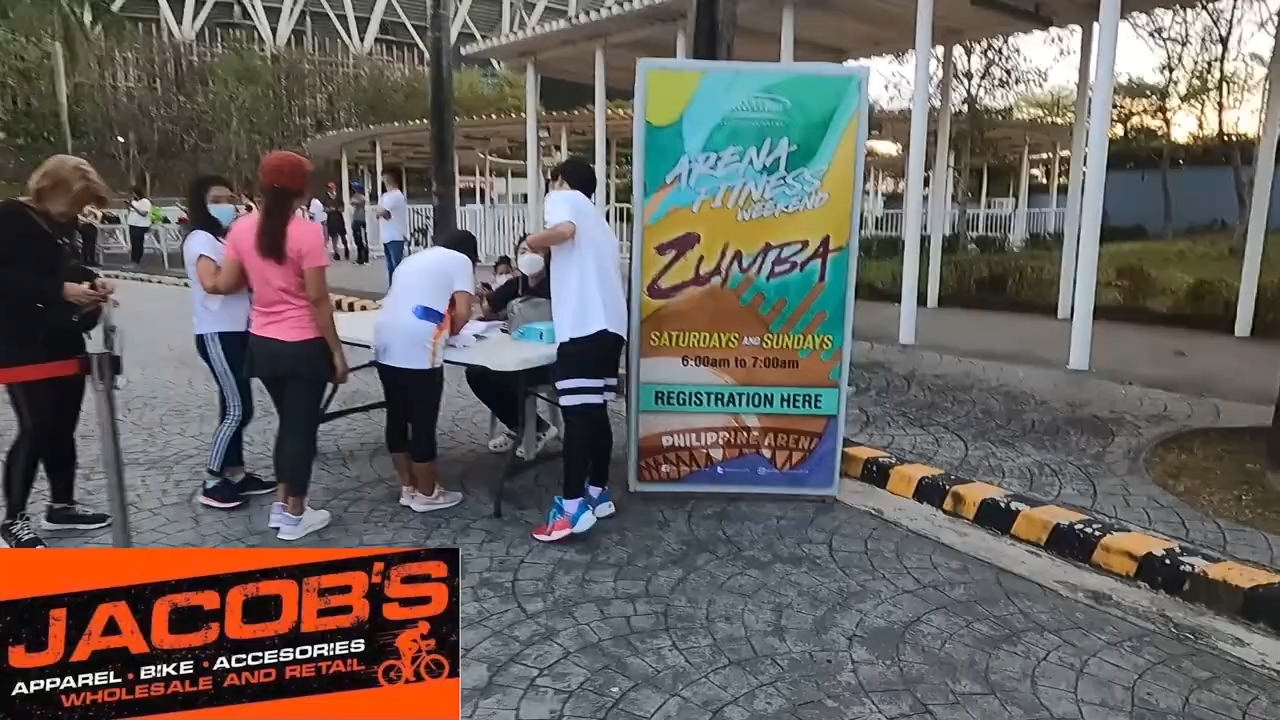 ARENA
FITNESS
WEEKEND
ZUMBA
SATURDAYS AND SUNDAYS
6:00am to 7:00am
REGISTRATION HERE
PHILIPPINE ARENA
JACOB'S
APPAREL • BIKE • ACCESORIES
WHOLESALE AND RETAIL